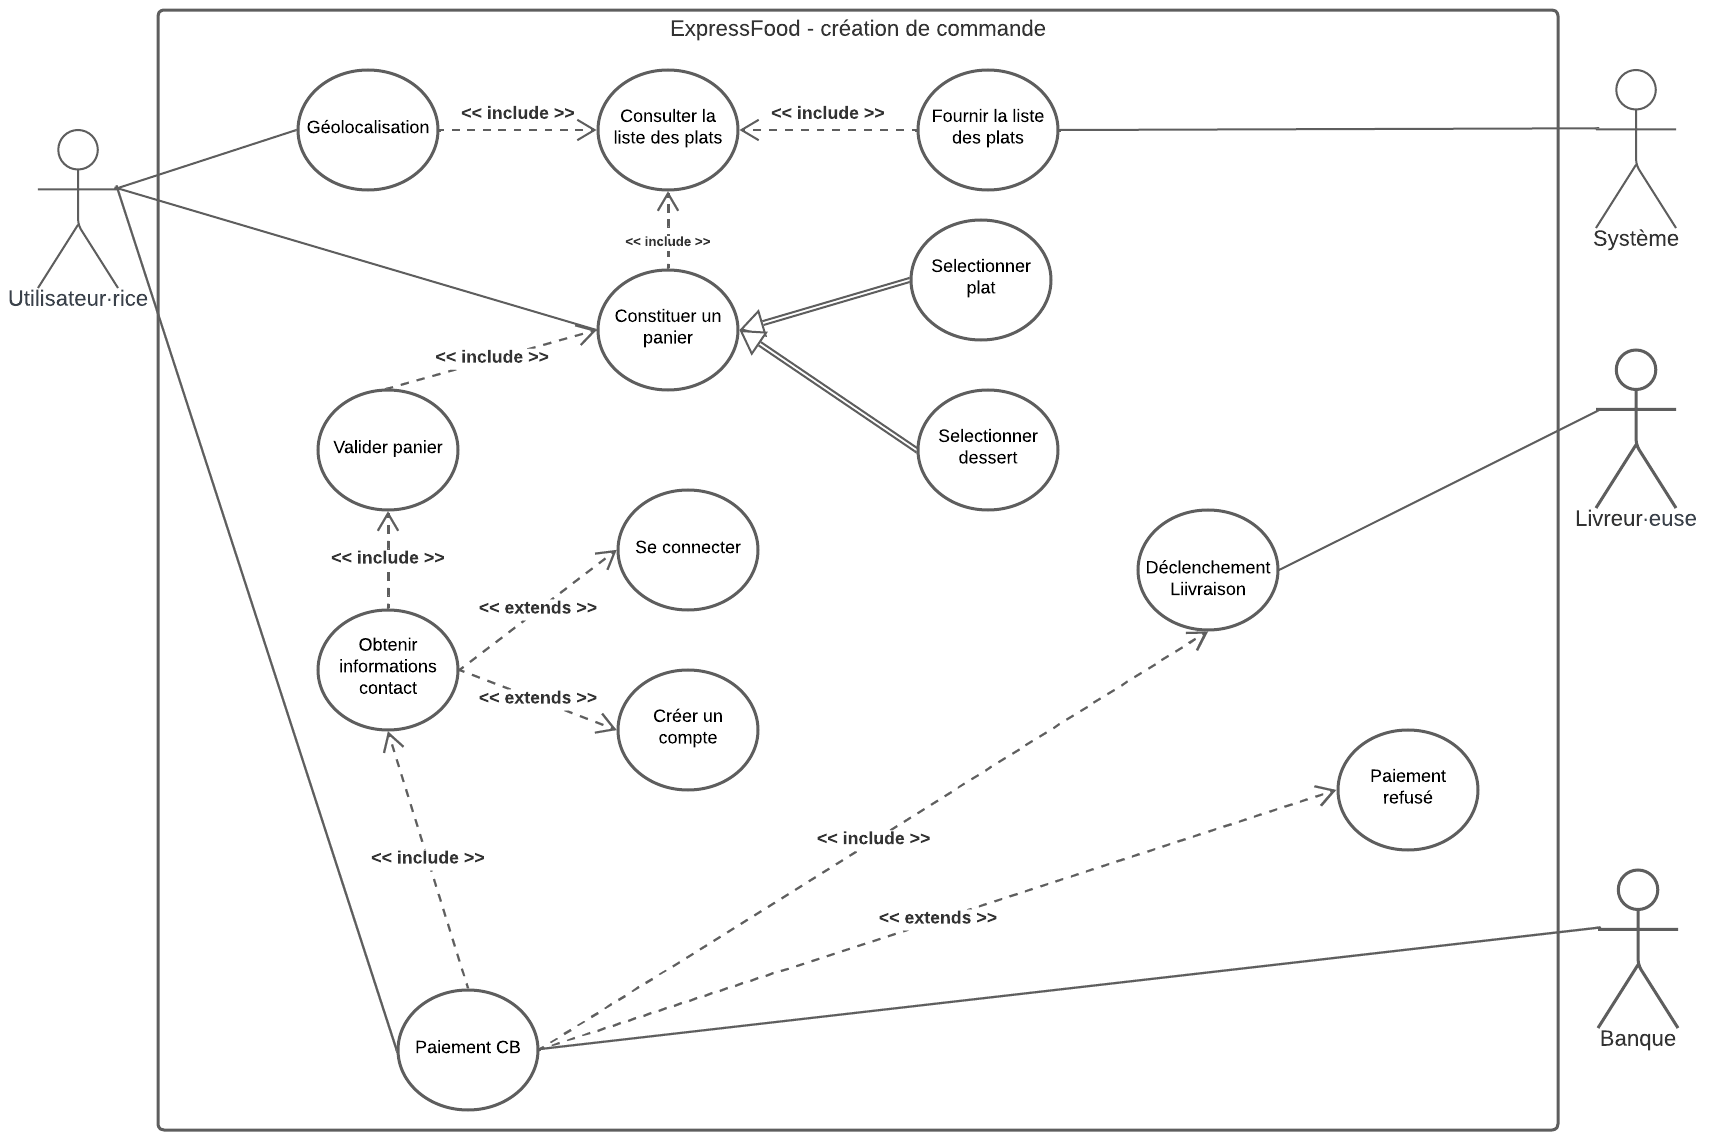 ExpressFood - création de commande
Géolocalisation
<< include >>
Consulter la
liste des plats
<< include >>
Fournir la liste
des plats
Système
Utilisateur·rice
<< include >>
Selectionner
plat
Constituer un
panier
<< include >>
Valider panier
Selectionner
dessert
Livreur·euse
<< include >>
Se connecter
Déclenchement
Liivraison
<< extends >>
Obtenir
informations
contact
<< extends >>
Créer un
compte
Paiement
refusé
<< include >>
<< include >>
<< extends >>
Paiement CB
Banque